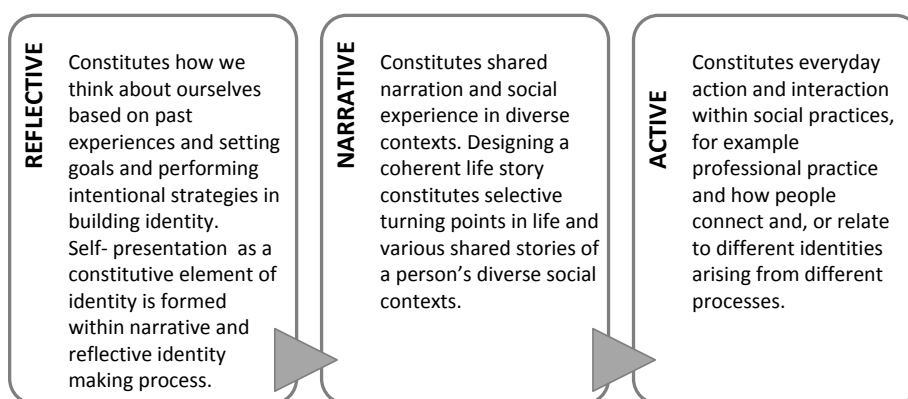 REFLECTIVE
Constitutes how we
think about ourselves
based on past
experiences and setting
goals and performing
intentional strategies in
building identity.
Self- presentation as a
constitutive element of
identity is formed
within narrative and
reflective identity
making process.
NARRATIVE
Constitutes shared
narration and social
experience in diverse
contexts. Designing a
coherent life story
constitutes selective
turning points in life and
various shared stories of
a person’s diverse social
contexts.
ACTIVE
Constitutes everyday
action and interaction
within social practices,
for example
professional practice
and how people
connect and, or relate
to different identities
arising from different
processes.